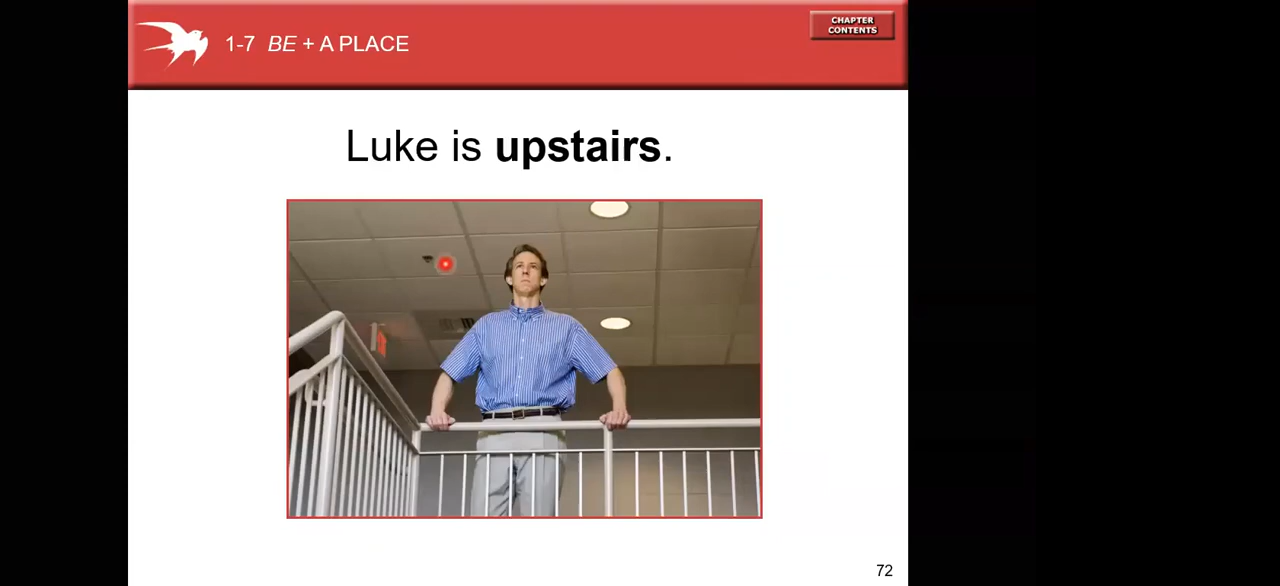 1-7 BE + A PLACE
CHAPTER
CONTENTS
Luke is upstairs.
72